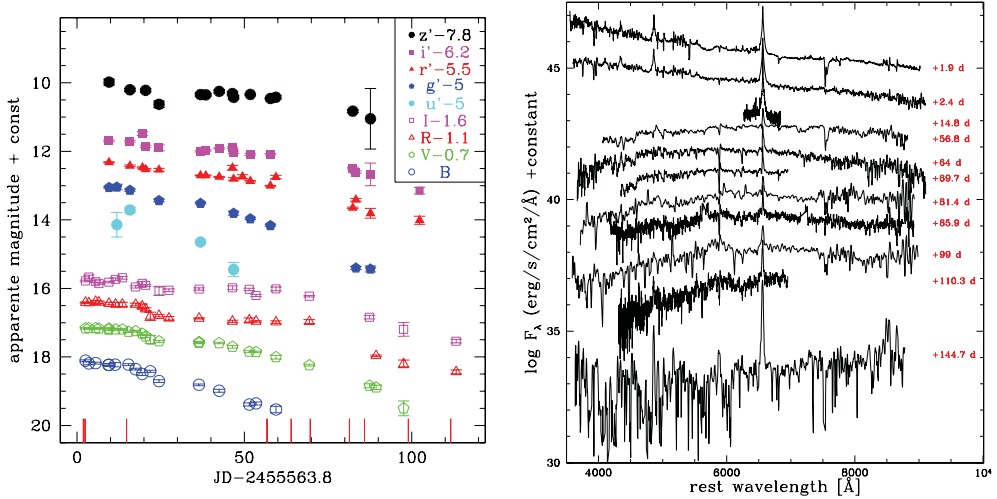 apparente magnitude + const
10
12
14
16
18
20
0
50
100
JD-2455563.8
z'-7.8
i'-6.2
r'-5.5
g'-5
u'-5
I-1.6
R-1.1
V-0.7
B
log F_λ (erg/s/cm²/Å) +constant
45
40
35
30
4000
6000
8000
10⁴
rest wavelength [Å]
+1.9 d
+2.4 d
+14.8 d
+56.8 d
+64 d
+69.7 d
+81.4 d
+85.9 d
+99 d
+110.3 d
+144.7 d